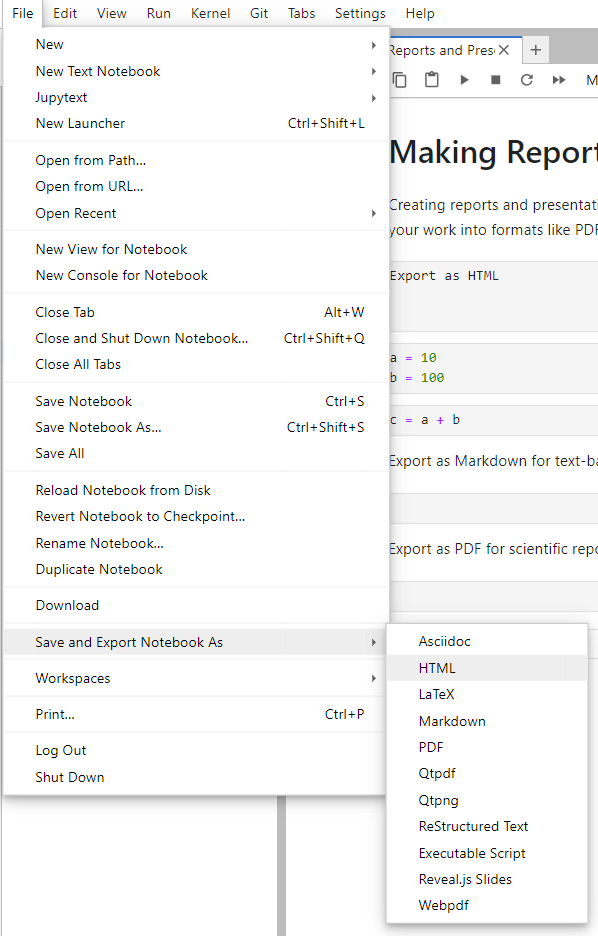 File Edit View Run Kernel Git Tabs Settings Help
New
New Text Notebook
Jupytext
New Launcher Ctrl+Shift+L
Open from Path...
Open from URL...
Open Recent
New View for Notebook
New Console for Notebook
Close Tab Alt+W
Close and Shut Down Notebook... Ctrl+Shift+Q
Close All Tabs
Save Notebook Ctrl+S
Save Notebook As... Ctrl+Shift+S
Save All
Reload Notebook from Disk
Revert Notebook to Checkpoint...
Rename Notebook...
Duplicate Notebook
Download
Save and Export Notebook As
Workspaces
Print... Ctrl+P
Log Out
Shut Down
Asciidoc
HTML
LaTeX
Markdown
PDF
Qtpdf
Qtpng
ReStructured Text
Executable Script
Reveal.js Slides
Webpdf
Reports and Pres
M
Making Report
Creating reports and presentati
your work into formats like PDF
Export as HTML
a = 10
b = 100
c = a + b
Export as Markdown for text-ba
Export as PDF for scientific repo